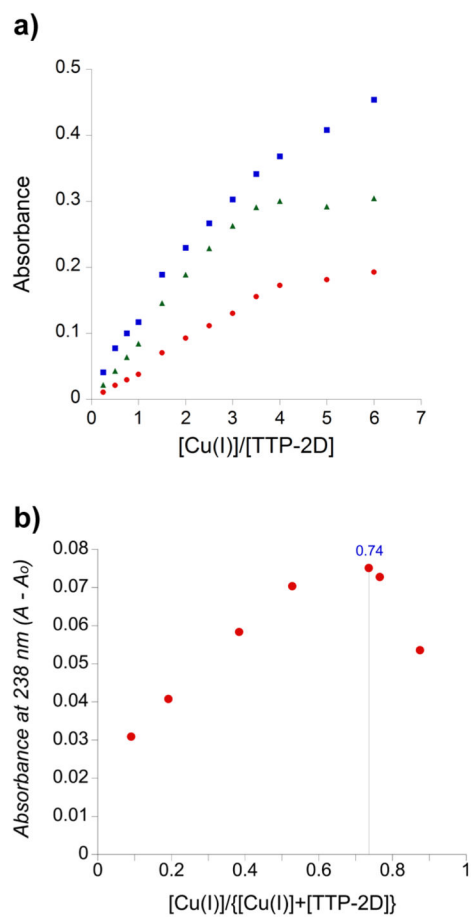 a)
0.5
0.4
0.3
0.2
0.1
0
Absorbance
0 1 2 3 4 5 6 7
[Cu(I)]/[TTP-2D]
b)
0.08
0.07
0.06
0.05
0.04
0.03
0.02
0.01
0
Absorbance at 238 nm (A - Ao)
0.74
0 0.2 0.4 0.6 0.8 1
[Cu(I)]/{[Cu(I)]+[TTP-2D]}